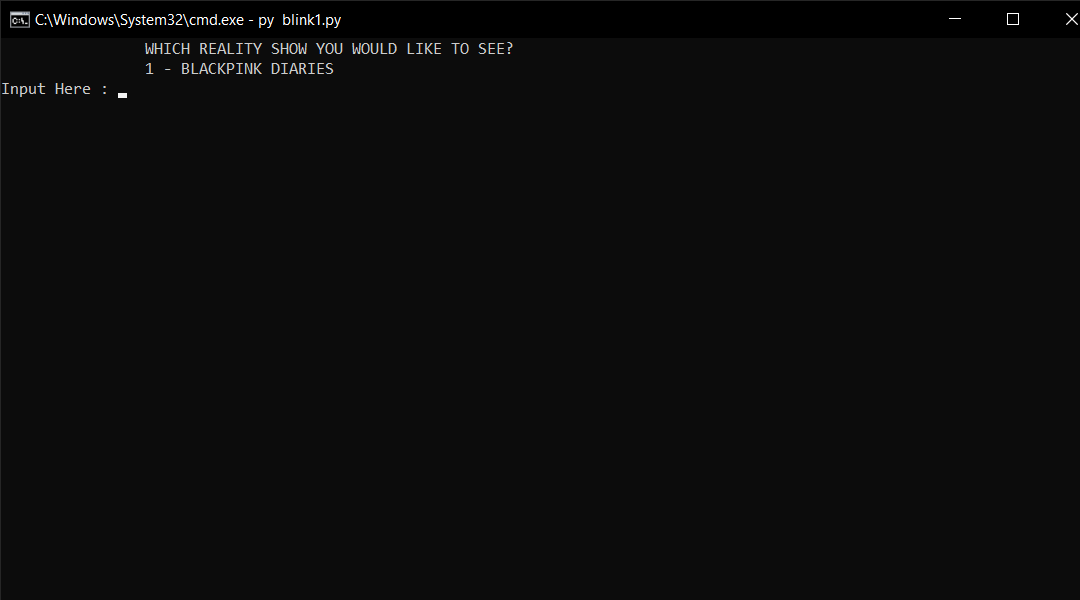 C:\Windows\System32\cmd.exe - py  blink1.py
WHICH REALITY SHOW YOU WOULD LIKE TO SEE?
1 - BLACKPINK DIARIES
Input Here :